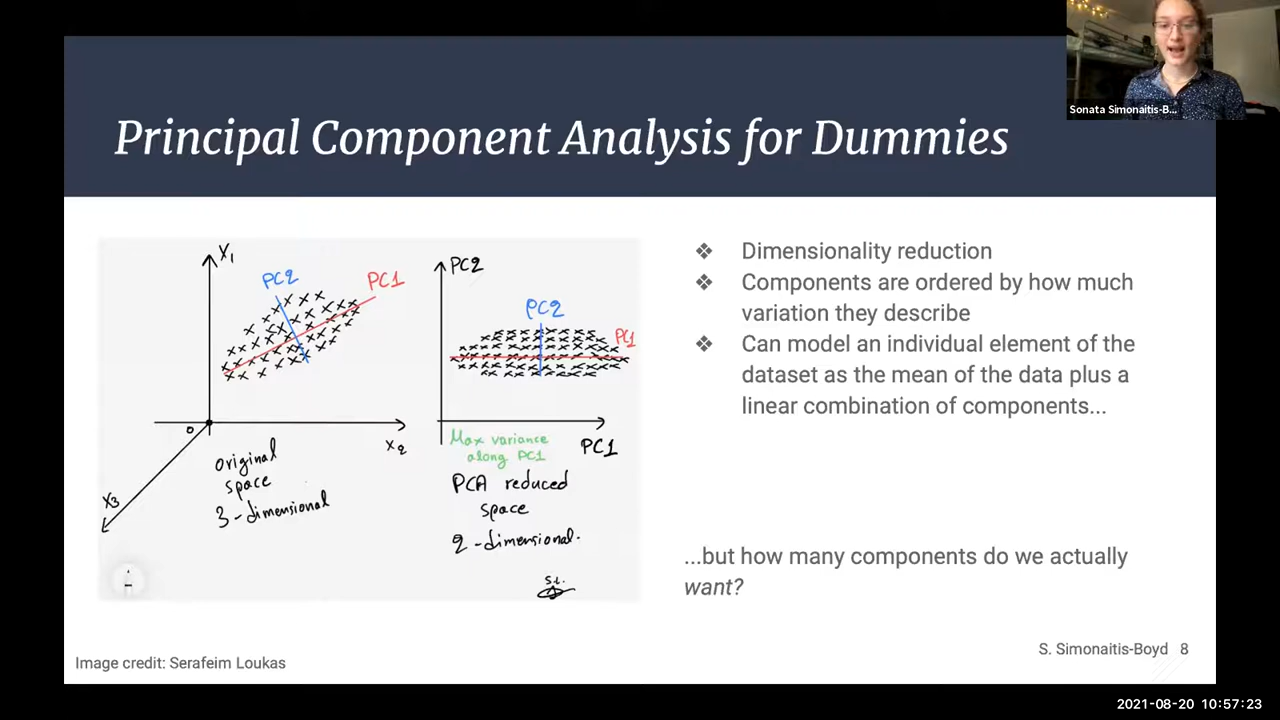 Sonata Simonaitis-B...
Principal Component Analysis for Dummies
X1
PC2
PC1
0
X2
X3
original
space
3-dimensional
PC2
PC2
PC1
Max variance
along PC1
PC1
PCA reduced
space
2-dimensional.
S.L.
❖ Dimensionality reduction
❖ Components are ordered by how much
variation they describe
❖ Can model an individual element of the
dataset as the mean of the data plus a
linear combination of components...
...but how many components do we actually
want?
Image credit: Serafeim Loukas
S. Simonaitis-Boyd 8
2021-08-20 10:57:23